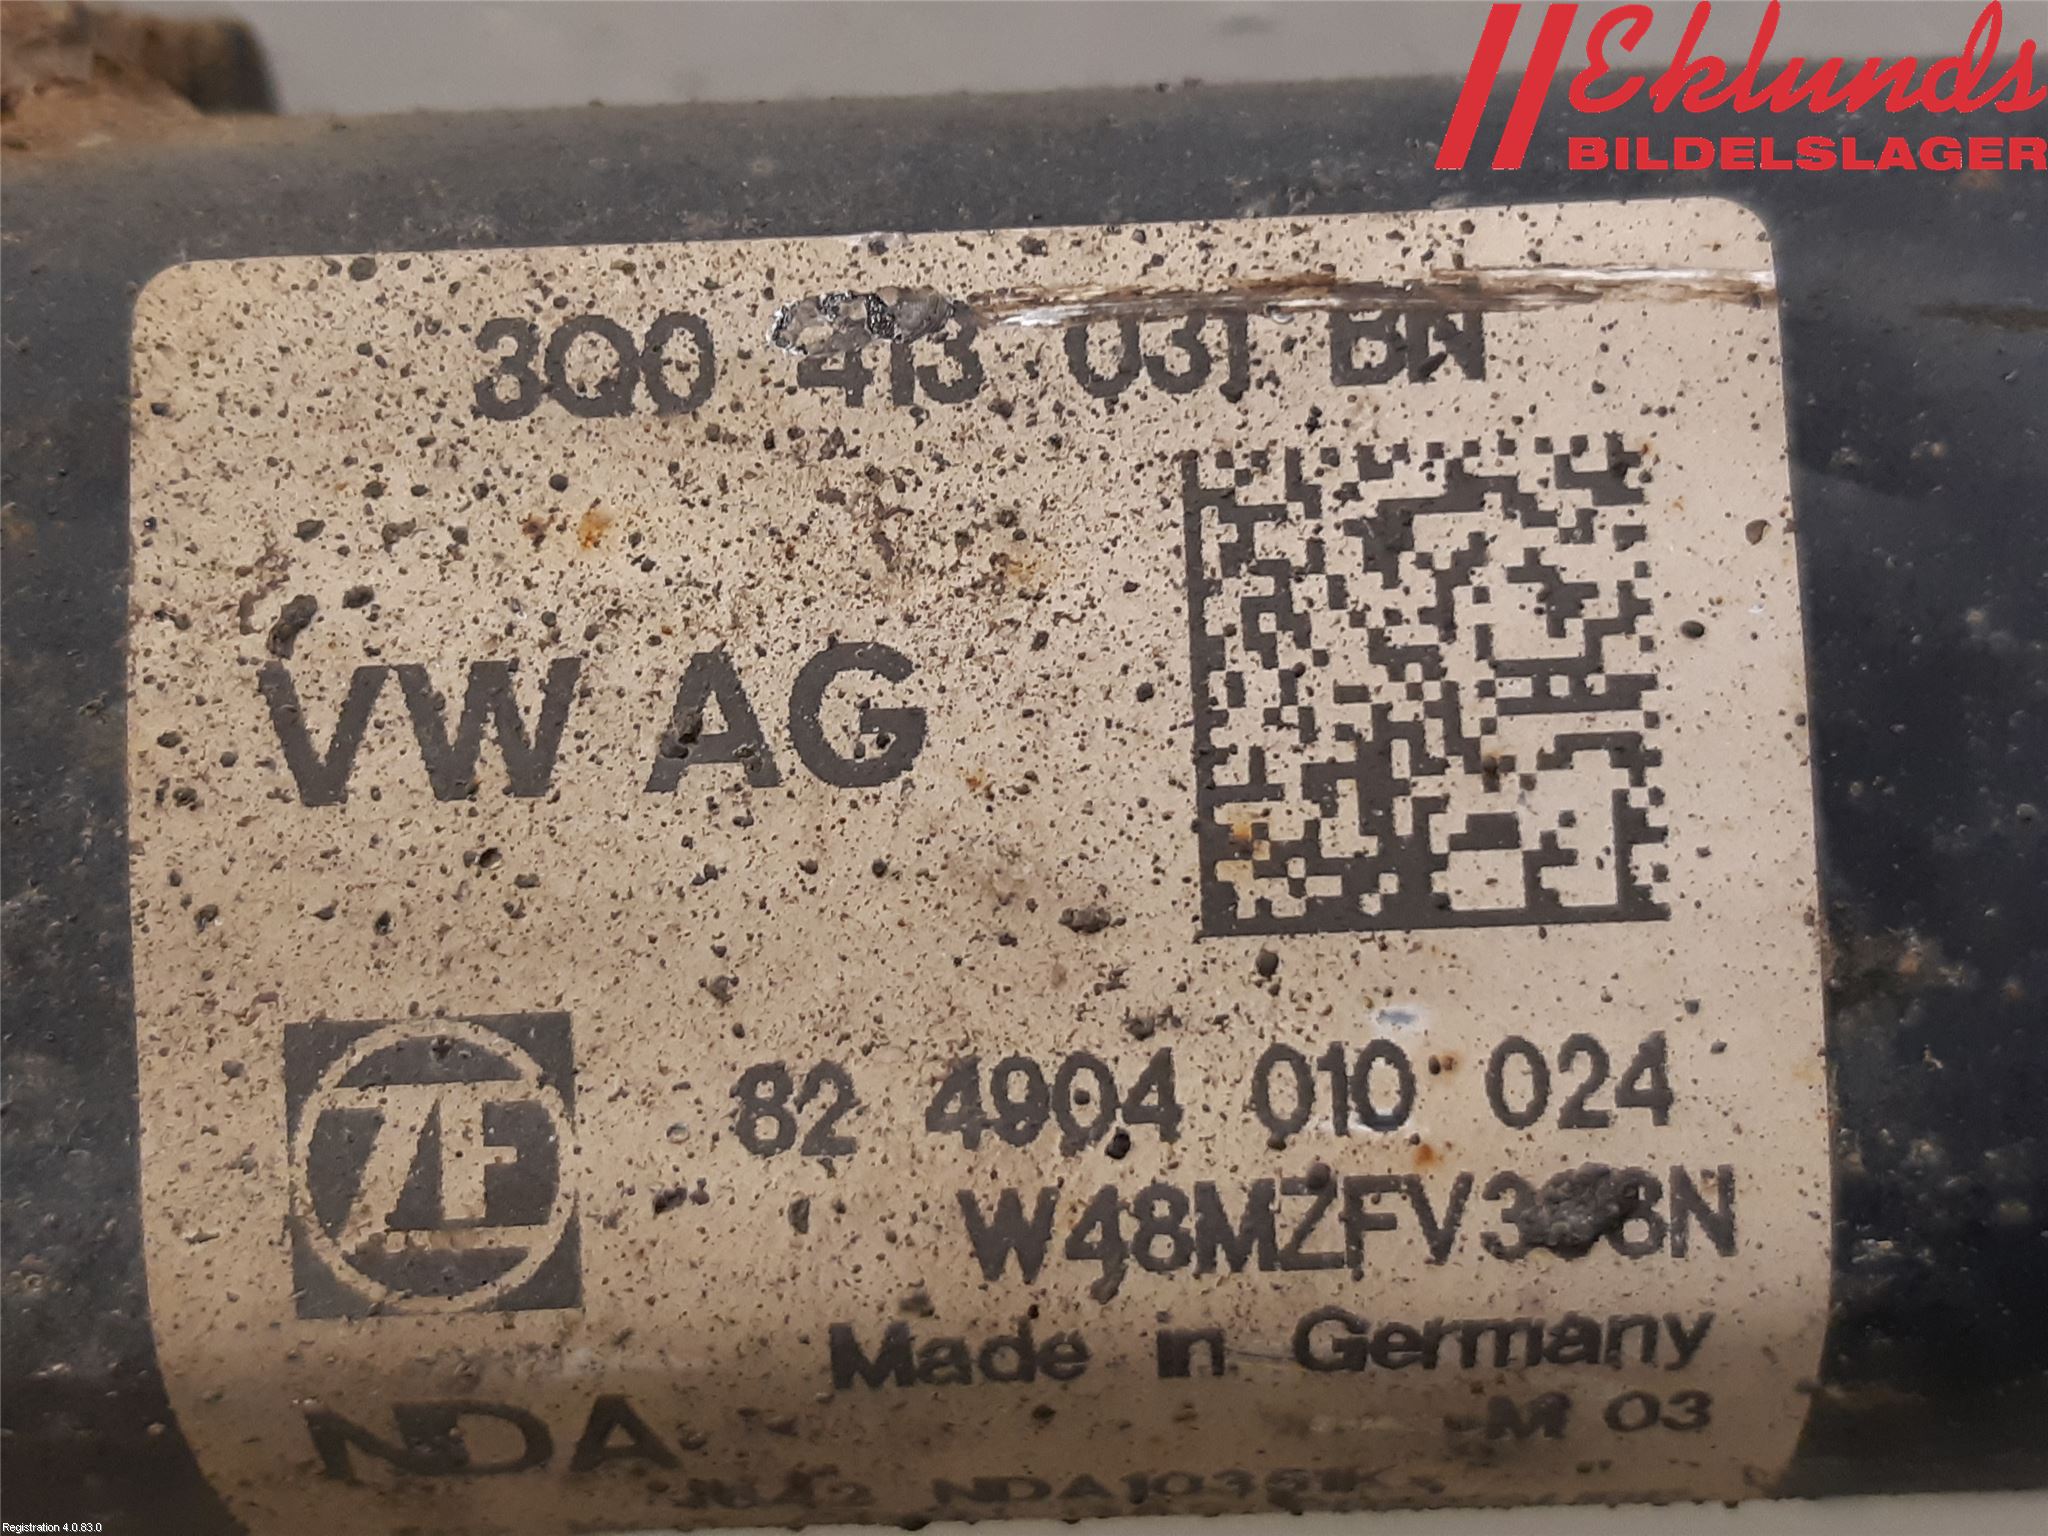 Eklunds
BILDELSLAGER
3Q0 413 031 BN
VW AG
ZF
82 4904 010 024
Made in Germany
M 03
NDA
Registration 4.0.83.0